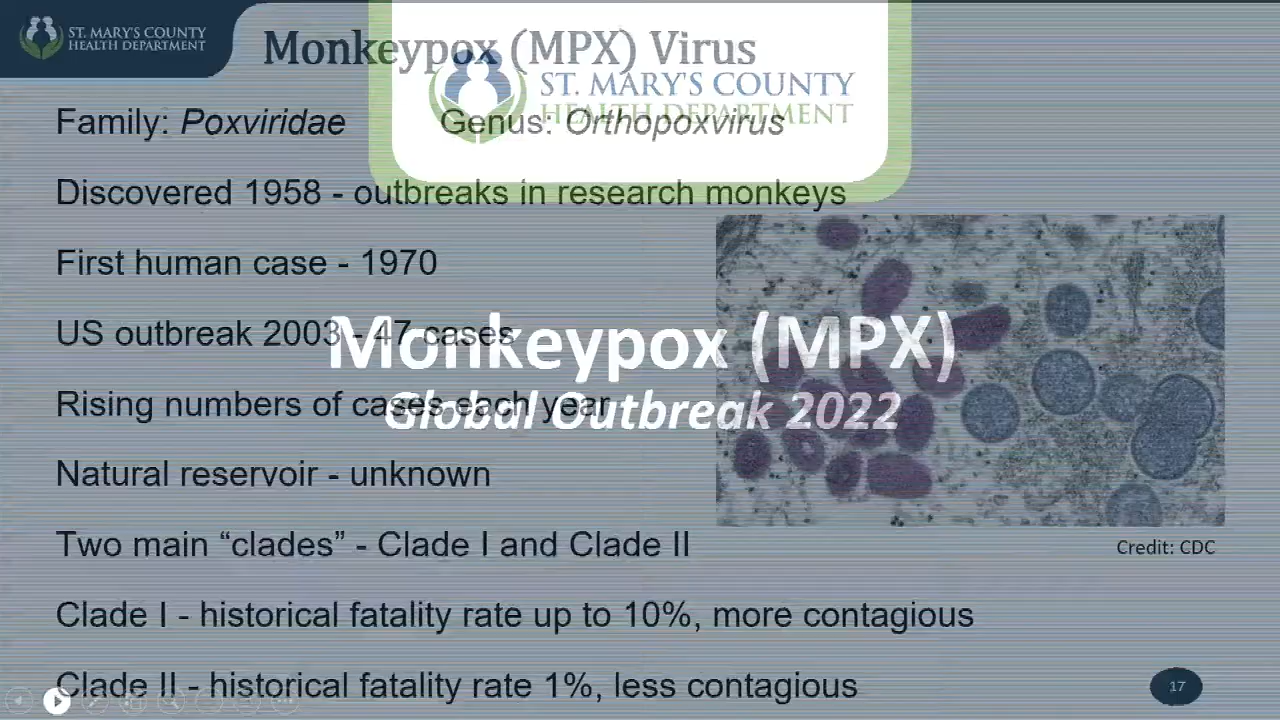 ST. MARY'S COUNTY
HEALTH DEPARTMENT
Monkeypox (MPX) Virus
ST. MARY'S COUNTY
HEALTH DEPARTMENT
Family: Poxviridae Genus: Orthopoxvirus
Discovered 1958 - outbreaks in research monkeys
First human case - 1970
US outbreak 2003 - 47 cases
Monkeypox (MPX)
Rising numbers of cases each year
Global Outbreak 2022
Natural reservoir - unknown
Two main “clades” - Clade I and Clade II
Credit: CDC
Clade I - historical fatality rate up to 10%, more contagious
Clade II - historical fatality rate 1%, less contagious
17